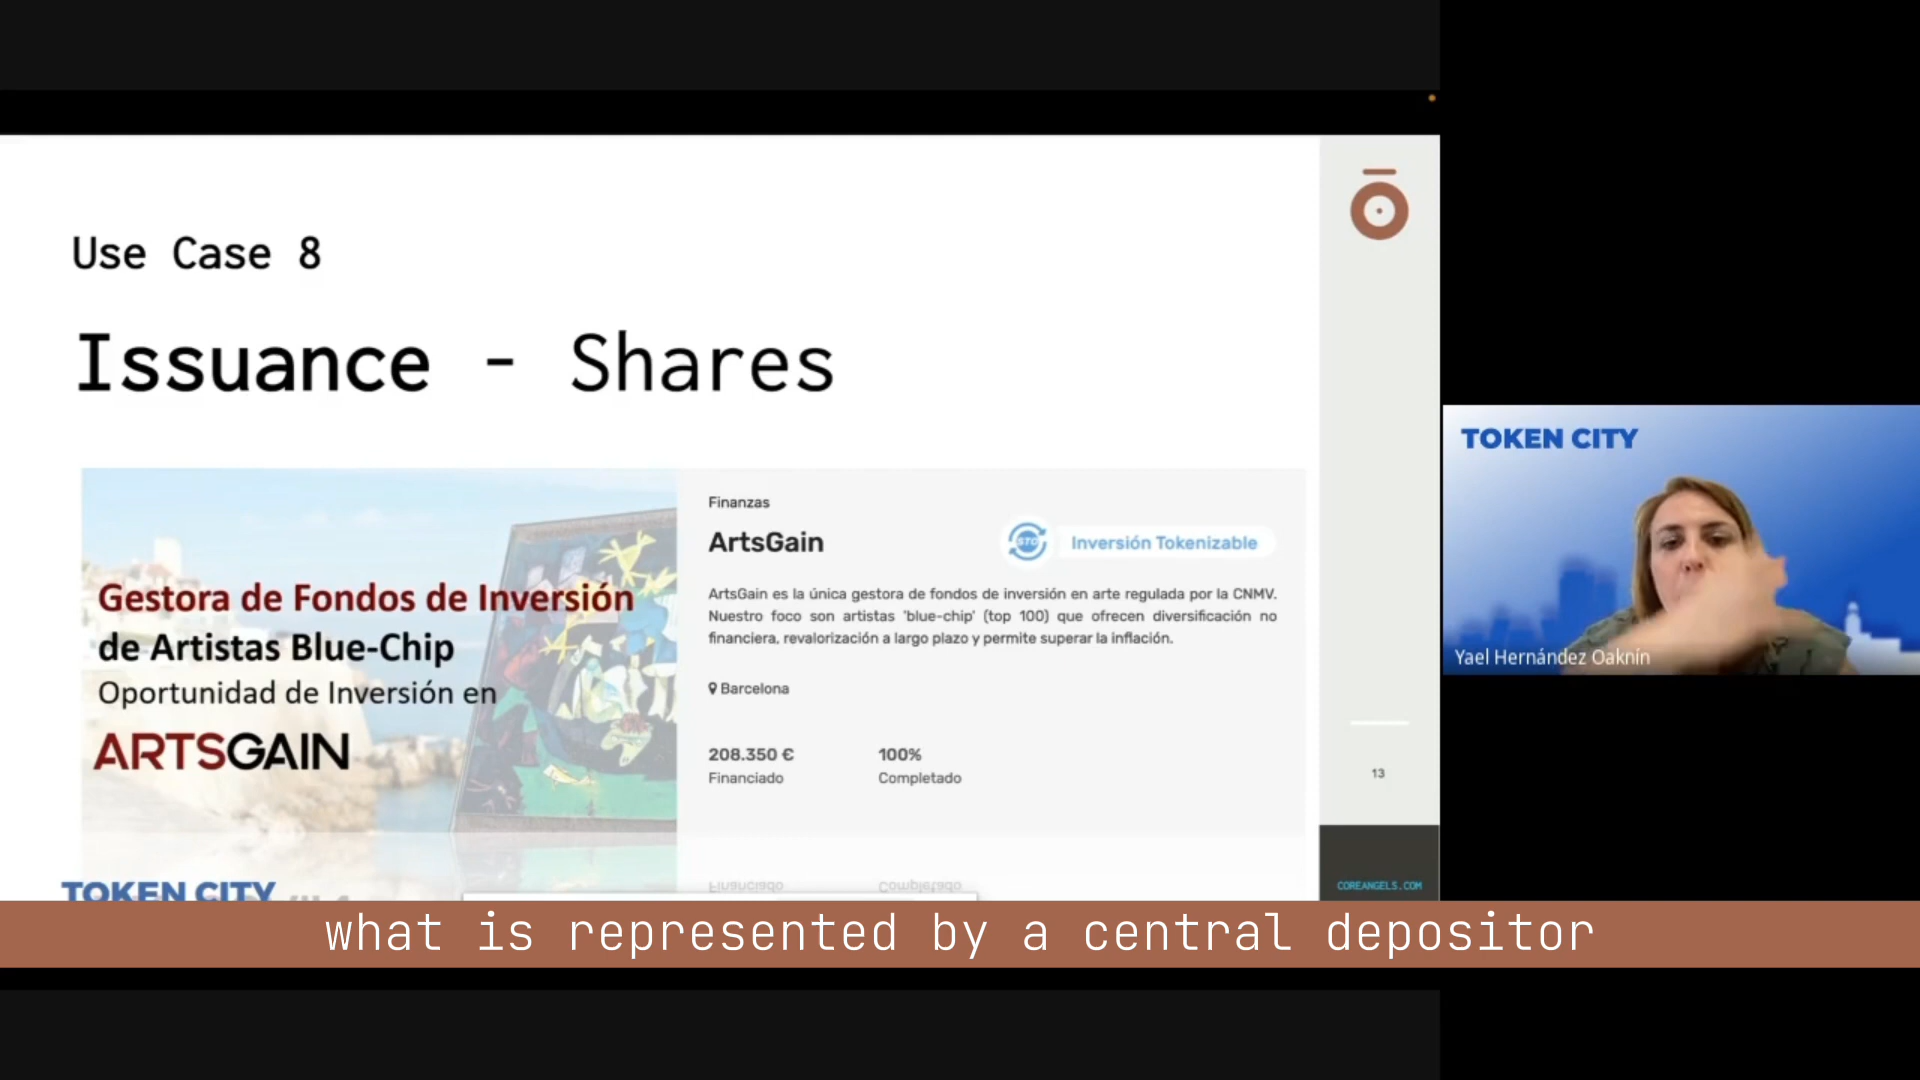 Use Case 8
Issuance - Shares
Gestora de Fondos de Inversión
de Artistas Blue-Chip
Oportunidad de Inversión en
ARTSGAIN
Finanzas
ArtsGain
STO
Inversión Tokenizable
ArtsGain es la única gestora de fondos de inversión en arte regulada por la CNMV.
Nuestro foco son artistas 'blue-chip' (top 100) que ofrecen diversificación no
financiera, revalorización a largo plazo y permite superar la inflación.
Barcelona
208.350 € 100%
Financiado Completado
Financiado Completado
TOKEN CITY
13
COREANGELS.COM
TOKEN CITY
Yael Hernández Oaknín
what is represented by a central depositor